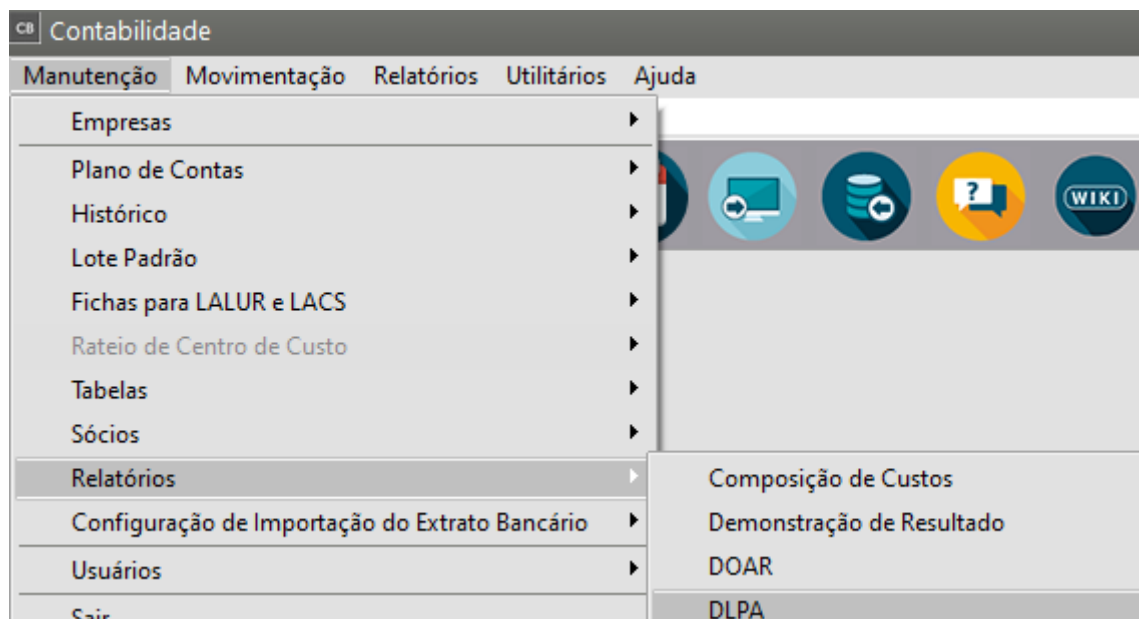 CB Contabilidade
Manutenção Movimentação Relatórios Utilitários Ajuda
Empresas
Plano de Contas
Histórico
Lote Padrão
Fichas para LALUR e LACS
Rateio de Centro de Custo
Tabelas
Sócios
Relatórios
Configuração de Importação do Extrato Bancário
Usuários
Sair
?
WIKI
Composição de Custos
Demonstração de Resultado
DOAR
DLPA